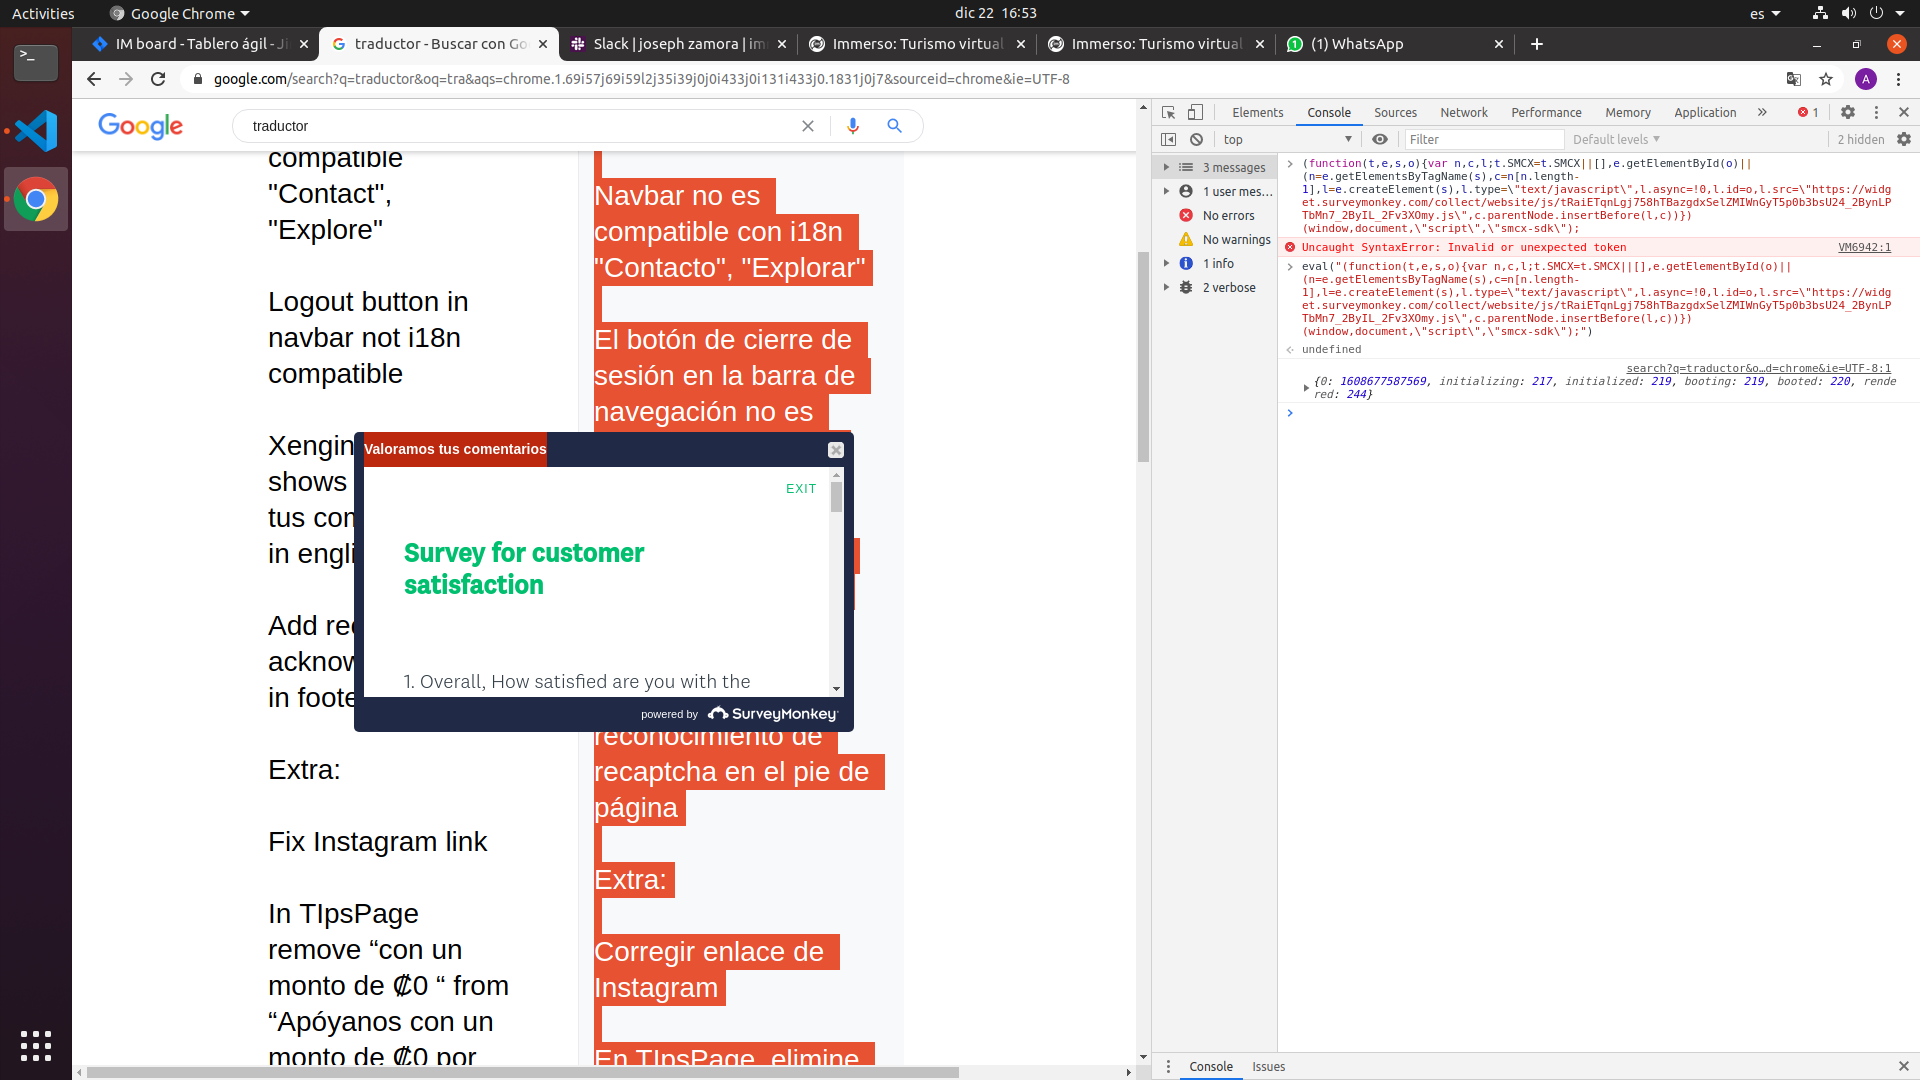 Activities
Google Chrome
dic 22  16:53
es
IM board - Tablero ágil - Ji
traductor - Buscar con Go
Slack | joseph zamora | im
Immerso: Turismo virtual
Immerso: Turismo virtual
(1) WhatsApp
google.com/search?q=traductor&oq=tra&aqs=chrome.1.69i57j69i59l2j35i39j0j0i433j0i131i433j0.1831j0j7&sourceid=chrome&ie=UTF-8
A
Google
traductor
compatible
"Contact",
"Explore"
Logout button in
navbar not i18n
compatible
Xengin
shows
tus con
in engli
Add rec
acknow
in foote
Extra:
Fix Instagram link
In TIpsPage
remove “con un
monto de ₡0 “ from
“Apóyanos con un
monto de ₡0 por
Navbar no es
compatible con i18n
"Contacto", "Explorar"
El botón de cierre de
sesión en la barra de
navegación no es
reconocimiento de
recaptcha en el pie de
página
Extra:
Corregir enlace de
Instagram
En TIpsPage, elimine
Valoramos tus comentarios
EXIT
Survey for customer
satisfaction
1. Overall, How satisfied are you with the
powered by SurveyMonkey
Elements
Console
Sources
Network
Performance
Memory
Application
1
top
Filter
Default levels
2 hidden
3 messages
1 user mes...
No errors
No warnings
1 info
2 verbose
(function(t,e,s,o){var n,c,l;t.SMCX=t.SMCX||[],e.getElementById(o)||
(n=e.getElementsByTagName(s),c=n[n.length-
1],l=e.createElement(s),l.type=\"text/javascript\",l.async=!0,l.id=o,l.src=\"https://widg
et.surveymonkey.com/collect/website/js/tRaiETqnLgj758hTBazgdxSelZMIWnGyT5p0b3bsU24_2BynLP
TbMn7_2ByIL_2Fv3XOmy.js\",c.parentNode.insertBefore(l,c))})
(window,document,\"script\",\"smcx-sdk\");
Uncaught SyntaxError: Invalid or unexpected token
VM6942:1
eval("(function(t,e,s,o){var n,c,l;t.SMCX=t.SMCX||[],e.getElementById(o)||
(n=e.getElementsByTagName(s),c=n[n.length-
1],l=e.createElement(s),l.type=\"text/javascript\",l.async=!0,l.id=o,l.src=\"https://widg
et.surveymonkey.com/collect/website/js/tRaiETqnLgj758hTBazgdxSelZMIWnGyT5p0b3bsU24_2BynLP
TbMn7_2ByIL_2Fv3XOmy.js\",c.parentNode.insertBefore(l,c))})
(window,document,\"script\",\"smcx-sdk\");")
undefined
search?q=traductor&o…d=chrome&ie=UTF-8:1
{0: 1608677587569, initializing: 217, initialized: 219, booting: 219, booted: 220, rende
red: 244}
Console
Issues